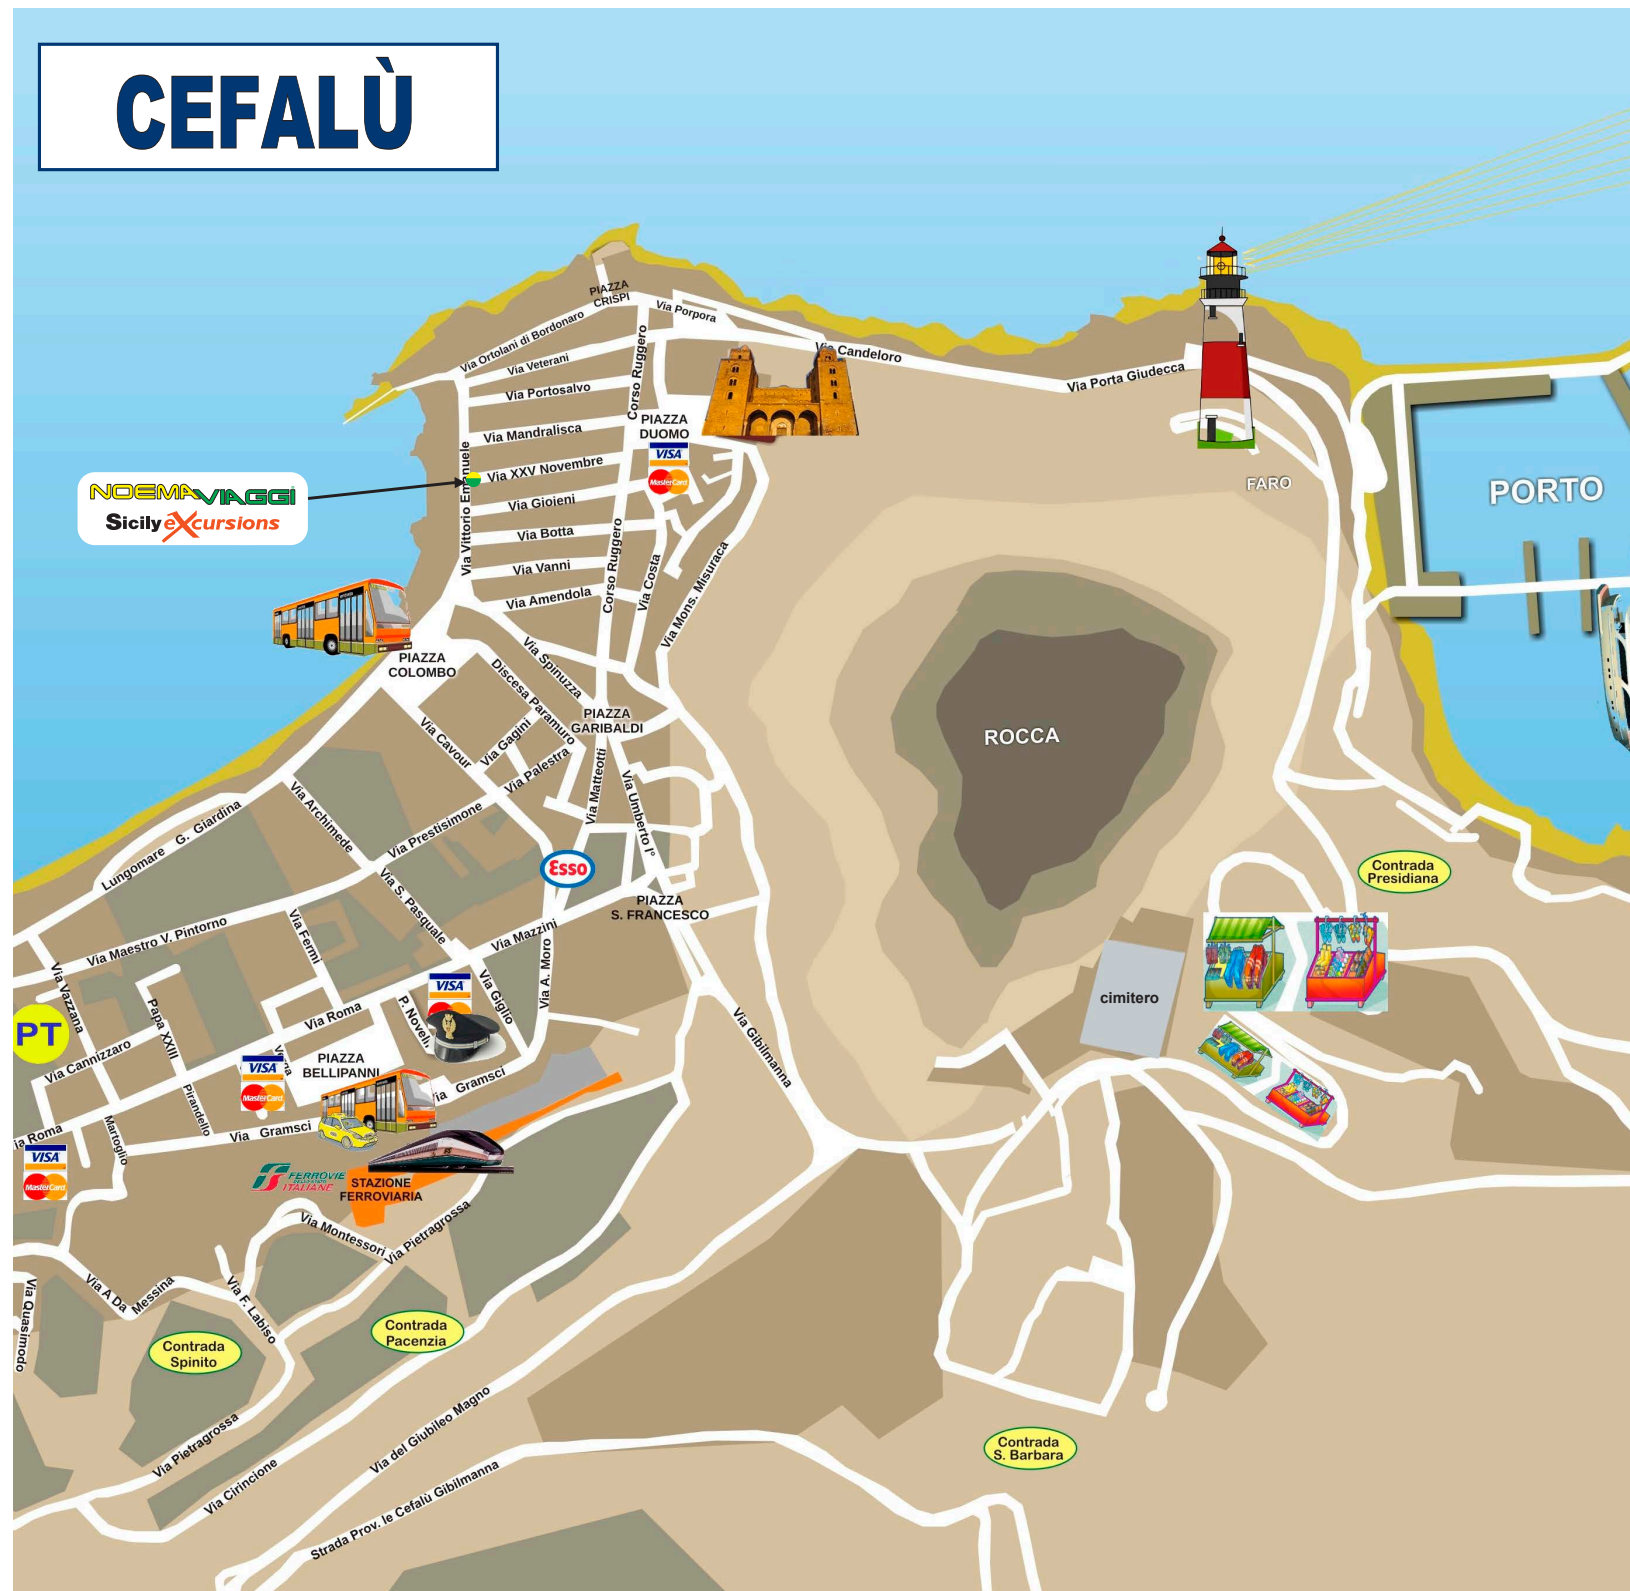 CEFALÙ
PIAZZA
CRISPI
Via Porpora
Via Ortolani di Bordonaro
Via Candeloro
Via Veterani
Corso Ruggero
Via Porta Giudecca
Via Portosalvo
PIAZZA
DUOMO
Via Mandralisca
VISA
MasterCard
Via XXV Novembre
Via Vittorio Emanuele
NOEMAVIAGGI
Sicily eXcursions
FARO
PORTO
Via Gioieni
Via Botta
Corso Ruggero
Via Vanni
Via Costa
Via Mons. Misuraca
Via Amendola
PIAZZA
COLOMBO
Via Spinuzza
Discesa Paramuro
PIAZZA
GARIBALDI
ROCCA
Via Cavour
Via Gagini
Via Palestra
Via Matteotti
Via Umberto I°
Lungomare G. Giardina
Via Archimede
Via Prestisimone
Esso
Contrada
Presidiana
Via S. Pasquale
PIAZZA
S. FRANCESCO
Via Maestro V. Pintorno
Via Fermi
Via Mazzini
Via A. Moro
Via Vazzana
Papa XXIII
VISA
P. Novelli
Via Giglio
cimitero
PT
Via Roma
Via Gibilmanna
Via Cannizzaro
VISA
MasterCard
PIAZZA
BELLIPANNI
Via Gramsci
Pirandello
Martoglio
Via Gramsci
Via Roma
VISA
MasterCard
FERROVIE
DELLO STATO
ITALIANE
STAZIONE
FERROVIARIA
Via Montessori
Via Pietragrossa
Via A Da Messina
Via Quasimodo
Via F. Labiso
Contrada
Spinito
Contrada
Pacenzia
Via Pietragrossa
Via Cirincione
Via del Giubileo Magno
Strada Prov. le Cefalù Gibilmanna
Contrada
S. Barbara